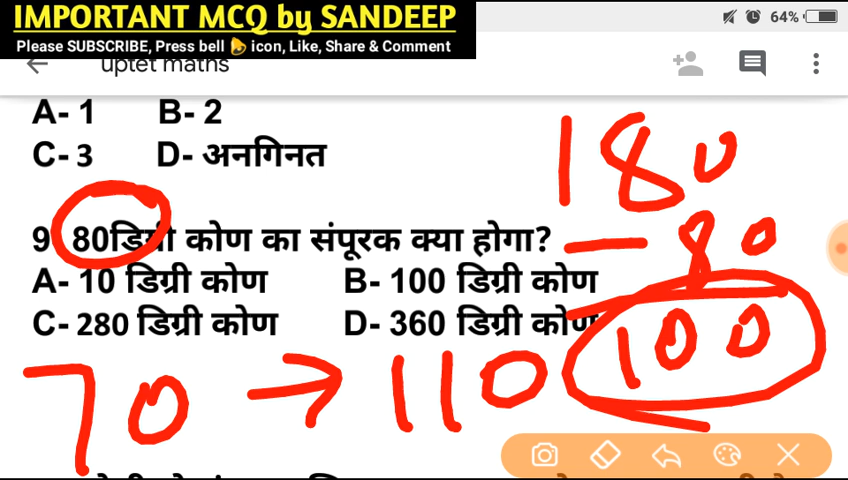 IMPORTANT MCQ by SANDEEP
Please SUBSCRIBE, Press bell icon, Like, Share & Comment
64%
uptet maths
A- 1 B- 2
C- 3 D- अनगिनत
180
9 80डिग्री कोण का संपूरक क्या होगा?
- 80
A- 10 डिग्री कोण B- 100 डिग्री कोण
C- 280 डिग्री कोण D- 360 डिग्री कोण
100
70 → 110